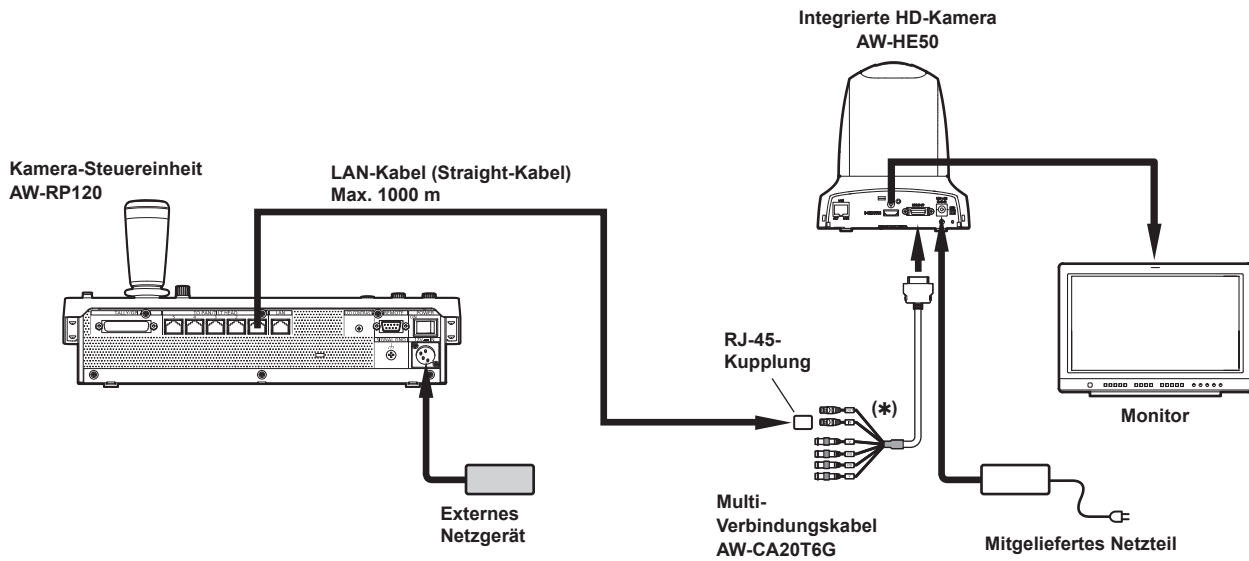 Integrierte HD-Kamera
AW-HE50
Kamera-Steuereinheit
AW-RP120
LAN-Kabel (Straight-Kabel)
Max. 1000 m
RJ-45-
Kupplung
(*)
Monitor
Externes
Netzgerät
Multi-
Verbindungskabel
AW-CA20T6G
Mitgeliefertes Netzteil